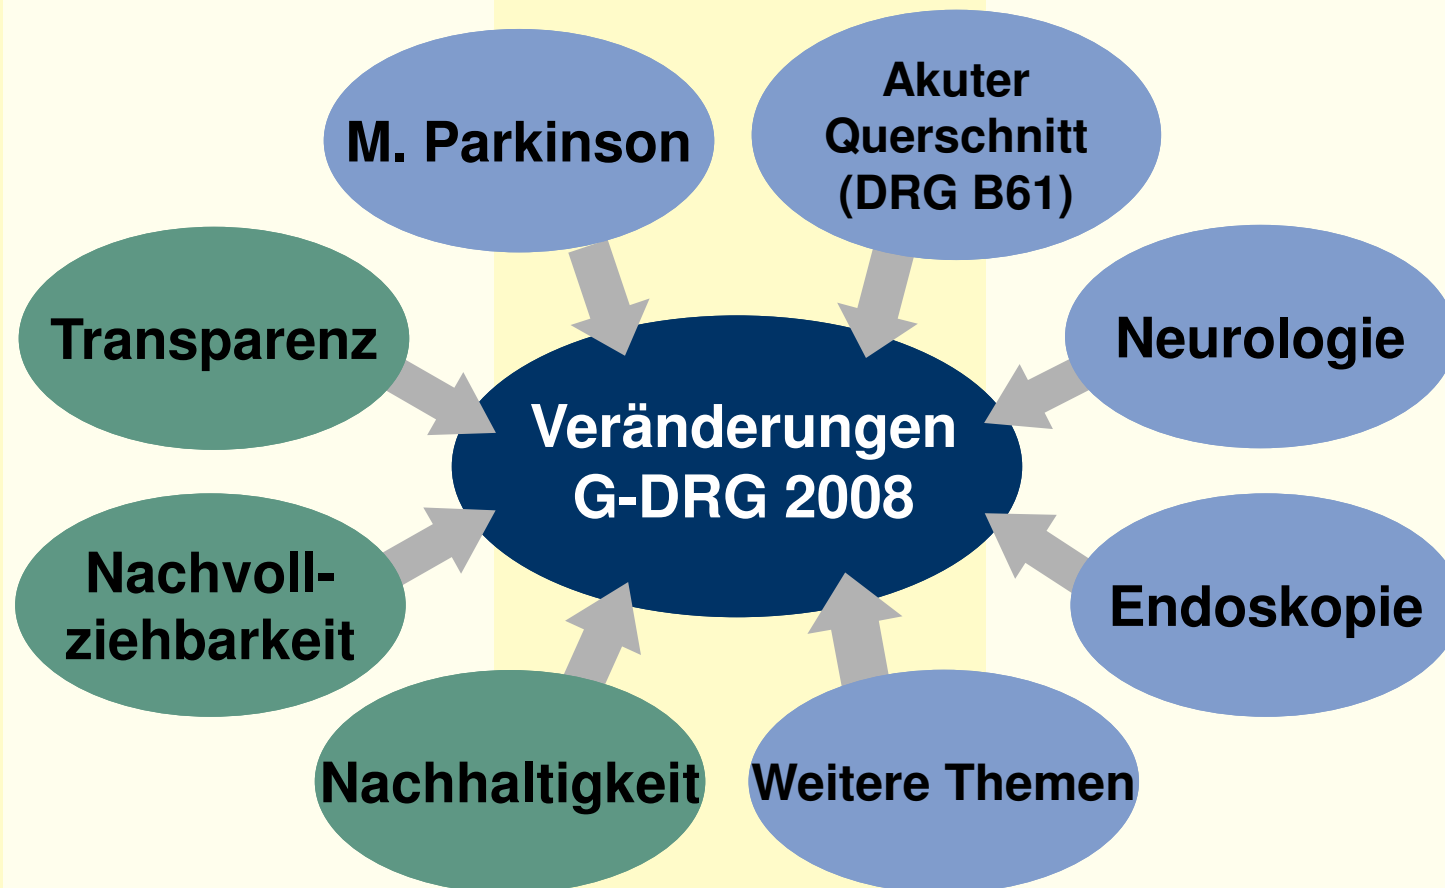 M. Parkinson
Akuter
Querschnitt
(DRG B61)
Transparenz
Neurologie
Veränderungen
G-DRG 2008
Nachvoll-
ziehbarkeit
Endoskopie
Nachhaltigkeit
Weitere Themen